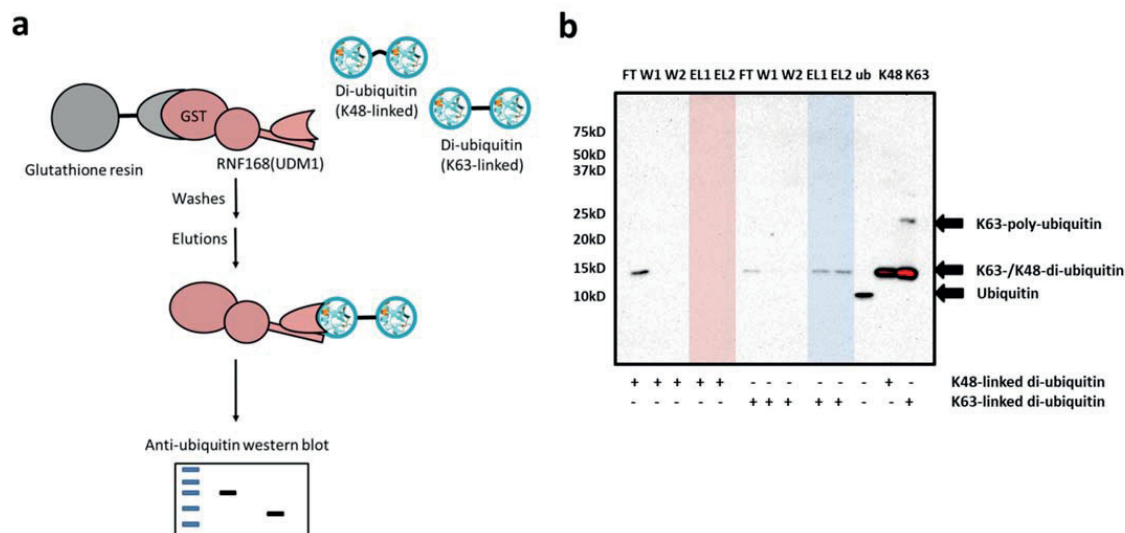 a
GST
Glutathione resin
RNF168(UDM1)
Di-ubiquitin
(K48-linked)
Di-ubiquitin
(K63-linked)
Washes
Elutions
Anti-ubiquitin western blot
b
FT W1 W2 EL1 EL2 FT W1 W2 EL1 EL2 ub K48 K63
75kD
50kD
37kD
25kD
20kD
15kD
10kD
K63-poly-ubiquitin
K63-/K48-di-ubiquitin
Ubiquitin
+ + + + + - - - - - - + - K48-linked di-ubiquitin
- - - - - + + + + + - - + K63-linked di-ubiquitin